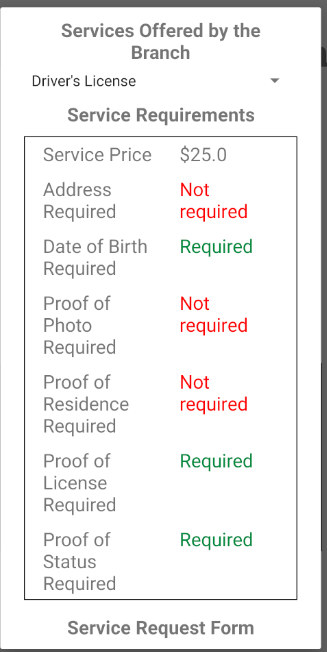 Services Offered by the
Branch
Driver's License
Service Requirements
Service Price $25.0
Address Not
Required required
Date of Birth Required
Required
Proof of Not
Photo required
Required
Proof of Not
Residence required
Required
Proof of Required
License
Required
Proof of Required
Status
Required
Service Request Form